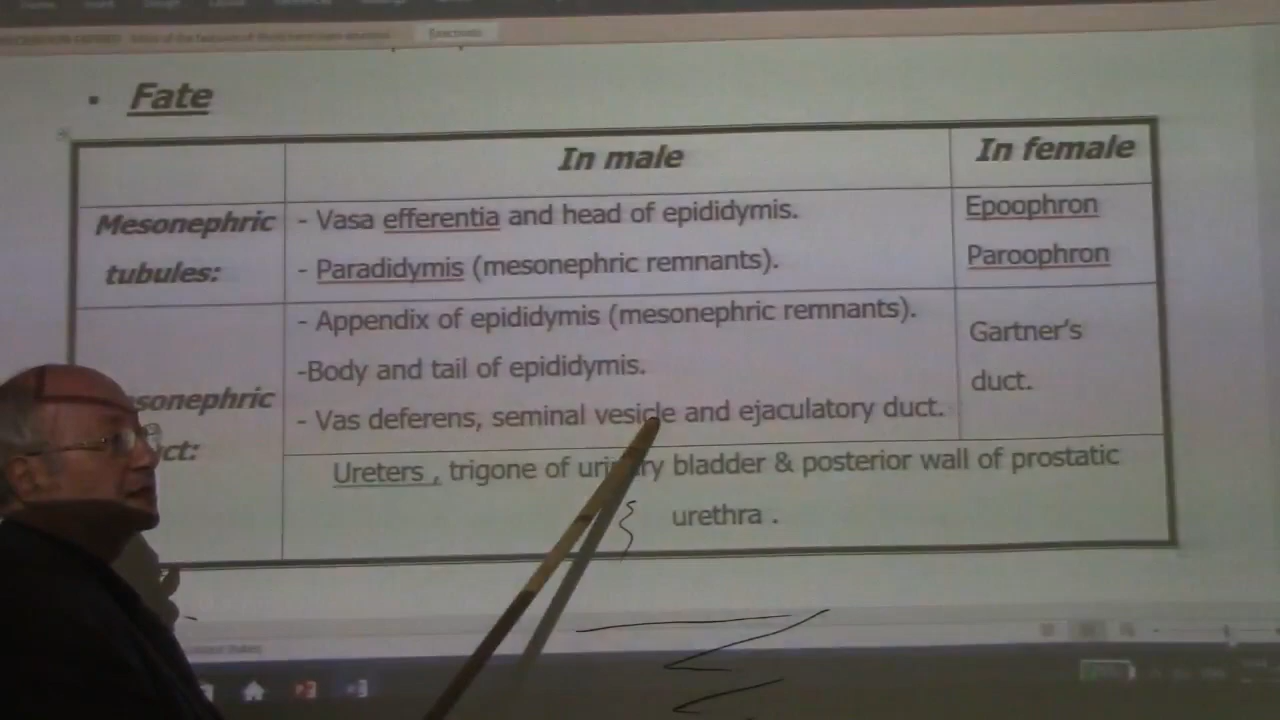 Fate
In male
In female
Mesonephric tubules:
- Vasa efferentia and head of epididymis.
- Paradidymis (mesonephric remnants).
Epoophron
Paroophron
sonephric
ct:
- Appendix of epididymis (mesonephric remnants).
-Body and tail of epididymis.
- Vas deferens, seminal vesicle and ejaculatory duct.
Gartner's
duct.
Ureters , trigone of urinary bladder & posterior wall of prostatic
urethra .